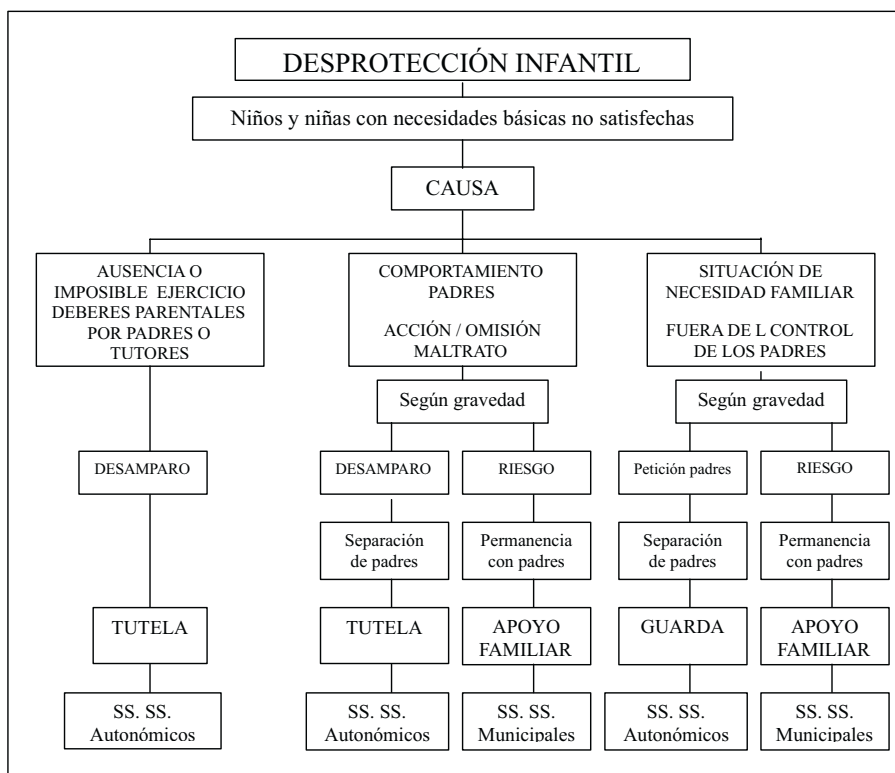 DESPROTECCIÓN INFANTIL
Niños y niñas con necesidades básicas no satisfechas
CAUSA
AUSENCIA O
IMPOSIBLE EJERCICIO
DEBERES PARENTALES
POR PADRES O
TUTORES
COMPORTAMIENTO
PADRES
ACCIÓN / OMISIÓN
MALTRATO
SITUACIÓN DE
NECESIDAD FAMILIAR
FUERA DE L CONTROL
DE LOS PADRES
Según gravedad
Según gravedad
DESAMPARO
DESAMPARO
RIESGO
Petición padres
RIESGO
Separación
de padres
Permanencia
con padres
Separación
de padres
Permanencia
con padres
TUTELA
TUTELA
APOYO
FAMILIAR
GUARDA
APOYO
FAMILIAR
SS. SS.
Autonómicos
SS. SS.
Autonómicos
SS. SS.
Municipales
SS. SS.
Autonómicos
SS. SS.
Municipales